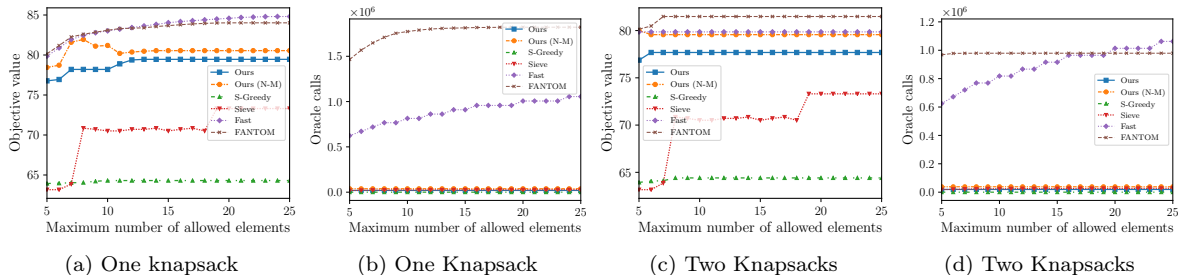 85
80
75
70
65
Objective value
5 10 15 20 25
Maximum number of allowed elements
Ours
Ours (N-M)
S-Greedy
Sieve
Fast
FANTOM
(a) One knapsack
×10⁶
1.5
1.0
0.5
0.0
Oracle calls
5 10 15 20 25
Maximum number of allowed elements
Ours
Ours (N-M)
S-Greedy
Sieve
Fast
FANTOM
(b) One Knapsack
80
75
70
65
Objective value
5 10 15 20 25
Maximum number of allowed elements
Ours
Ours (N-M)
S-Greedy
Sieve
Fast
FANTOM
(c) Two Knapsacks
×10⁶
1.2
1.0
0.8
0.6
0.4
0.2
0.0
Oracle calls
5 10 15 20 25
Maximum number of allowed elements
Ours
Ours (N-M)
S-Greedy
Sieve
Fast
FANTOM
(d) Two Knapsacks